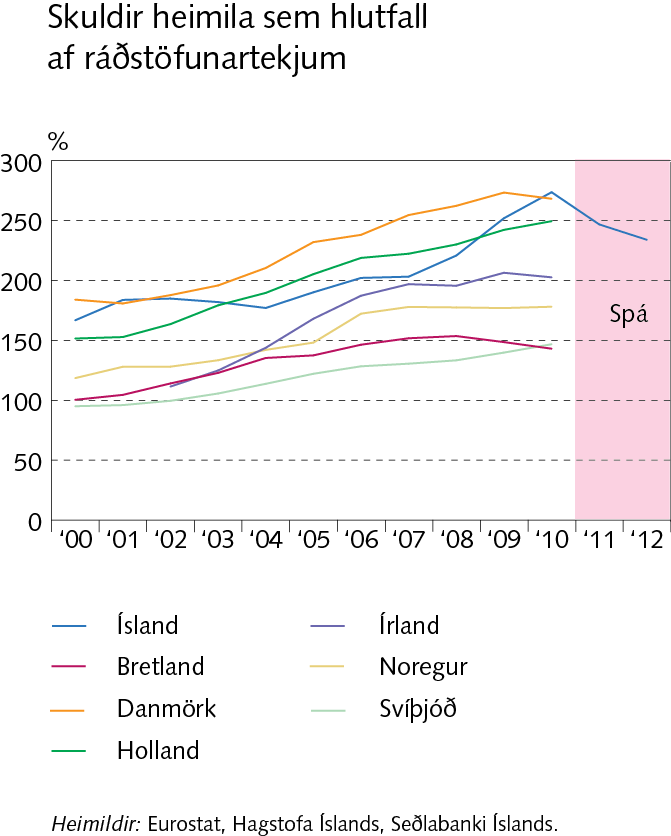 Skuldir heimila sem hlutfall
af ráðstöfunartekjum
%
300
250
200
150
100
50
0
Spá
‘00 ‘01 ‘02 ‘03 ‘04 ‘05 ‘06 ‘07 ‘08 ‘09 ‘10 ‘11 ‘12
Ísland
Bretland
Danmörk
Holland
Írland
Noregur
Svíþjóð
Heimildir: Eurostat, Hagstofa Íslands, Seðlabanki Íslands.